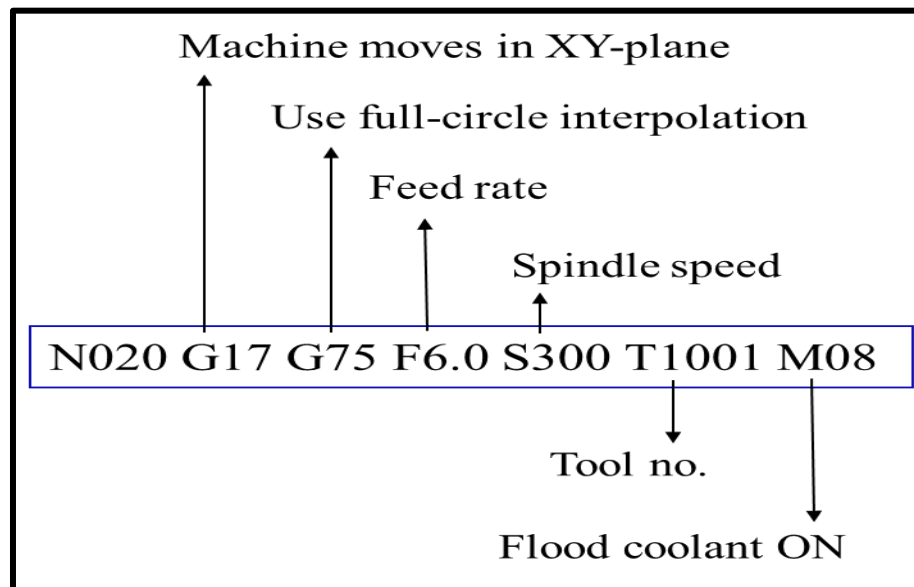 Machine moves in XY-plane
Use full-circle interpolation
Feed rate
Spindle speed
N020 G17 G75 F6.0 S300 T1001 M08
Tool no.
Flood coolant ON